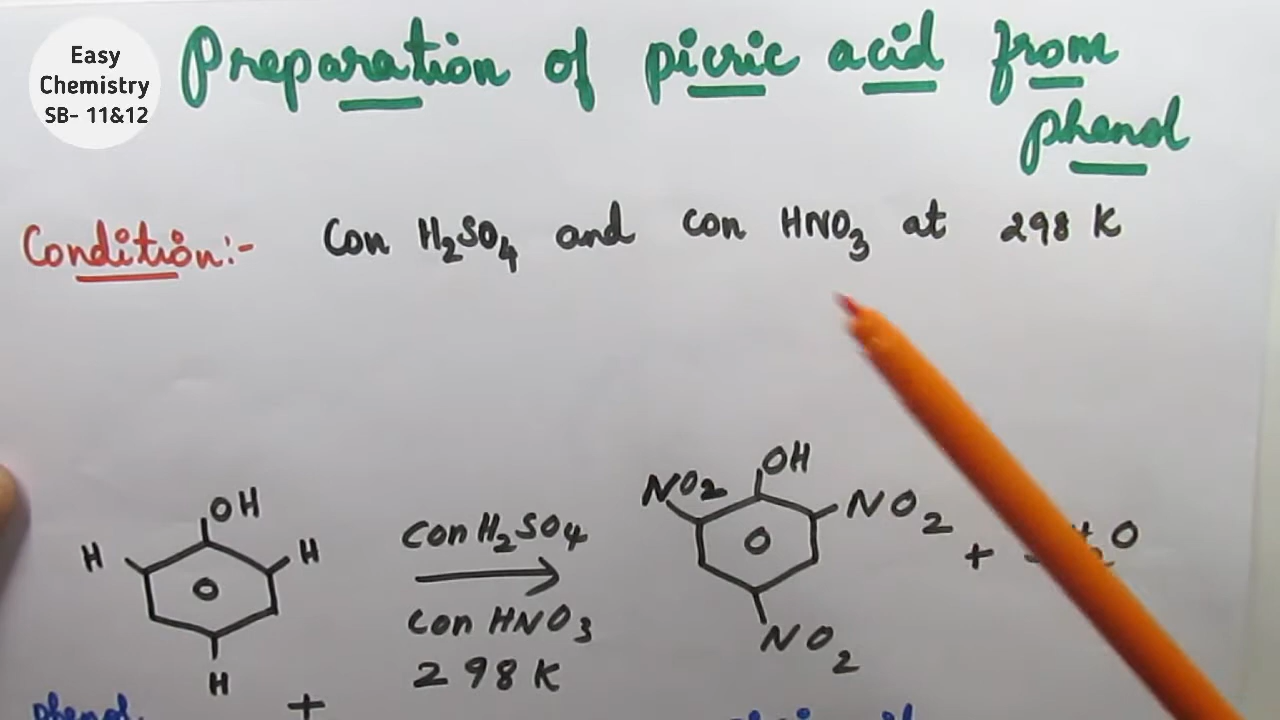 Easy
Chemistry
SB- 11&12
Preparation of picric acid from
phenol
Condition:- Con H₂SO₄ and con HNO₃ at 298 K
OH
H
H
H
con H₂SO₄
con HNO₃
298 K
OH
NO₂
NO₂
NO₂
+
O
phenol
+